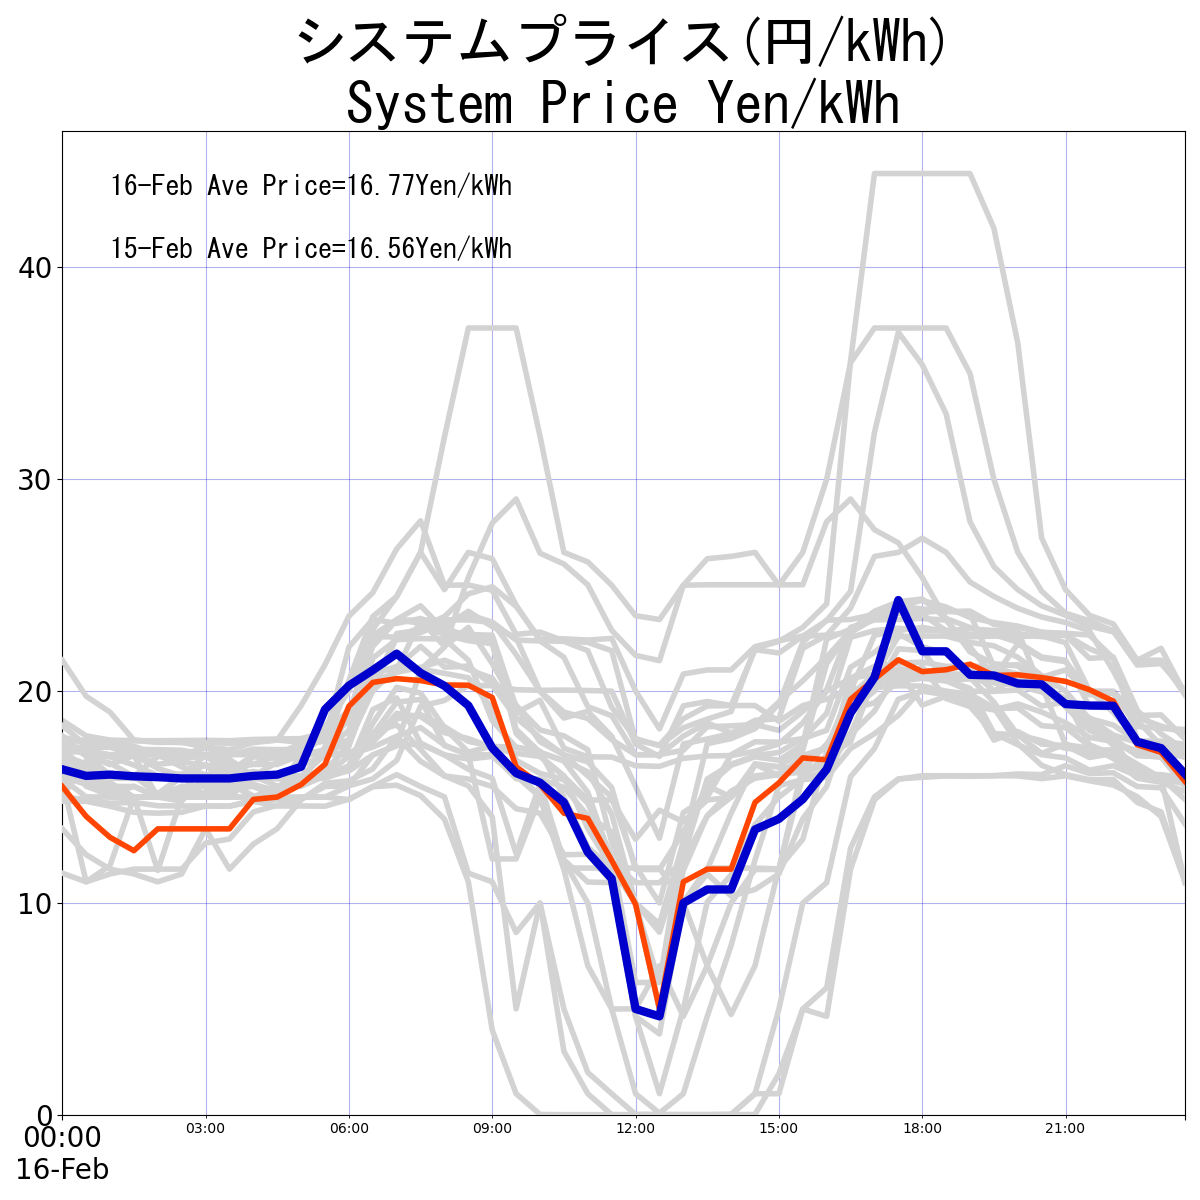 システムプライス(円/kWh)
System Price Yen/kWh
16-Feb Ave Price=16.77Yen/kWh
15-Feb Ave Price=16.56Yen/kWh
40
30
20
10
0
00:00 03:00 06:00 09:00 12:00 15:00 18:00 21:00
16-Feb